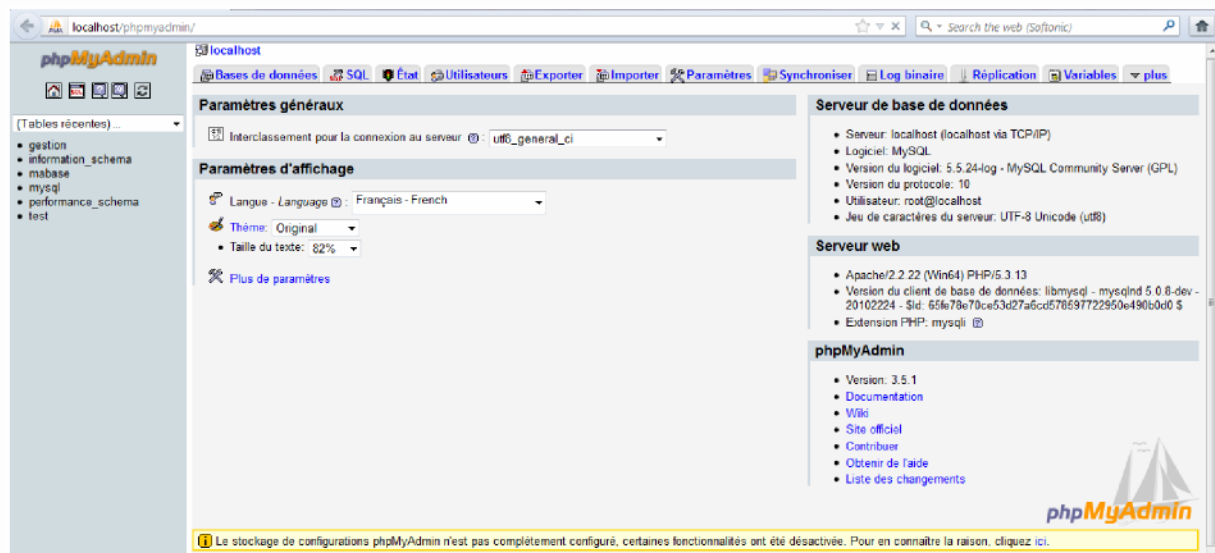 localhost/phpmyadmin/
Search the web (Softonic)
phpMyAdmin
(Tables récentes) ...
gestion
information_schema
mabase
mysql
performance_schema
test
localhost
Bases de données SQL État Utilisateurs Exporter Importer Paramètres Synchroniser Log binaire Réplication Variables plus
Paramètres généraux
Interclassement pour la connexion au serveur : utf8_general_ci
Paramètres d'affichage
Langue - Language : Français - French
Thème: Original
Taille du texte: 82%
Plus de paramètres
Serveur de base de données
Serveur: localhost (localhost via TCP/IP)
Logiciel: MySQL
Version du logiciel: 5.5.24-log - MySQL Community Server (GPL)
Version du protocole: 10
Utilisateur: root@localhost
Jeu de caractères du serveur: UTF-8 Unicode (utf8)
Serveur web
Apache/2.2.22 (Win64) PHP/5.3.13
Version du client de base de données: libmysql - mysqlnd 5.0.8-dev -
20102224 - $Id: 65fe78e70ce53d27a6cd578597722950e490b0d0 $
Extension PHP: mysqli
phpMyAdmin
Version: 3.5.1
Documentation
Wiki
Site officiel
Contribuer
Obtenir de l'aide
Liste des changements
phpMyAdmin
Le stockage de configurations phpMyAdmin n'est pas complètement configuré, certaines fonctionnalités ont été désactivée. Pour en connaître la raison, cliquez ici.